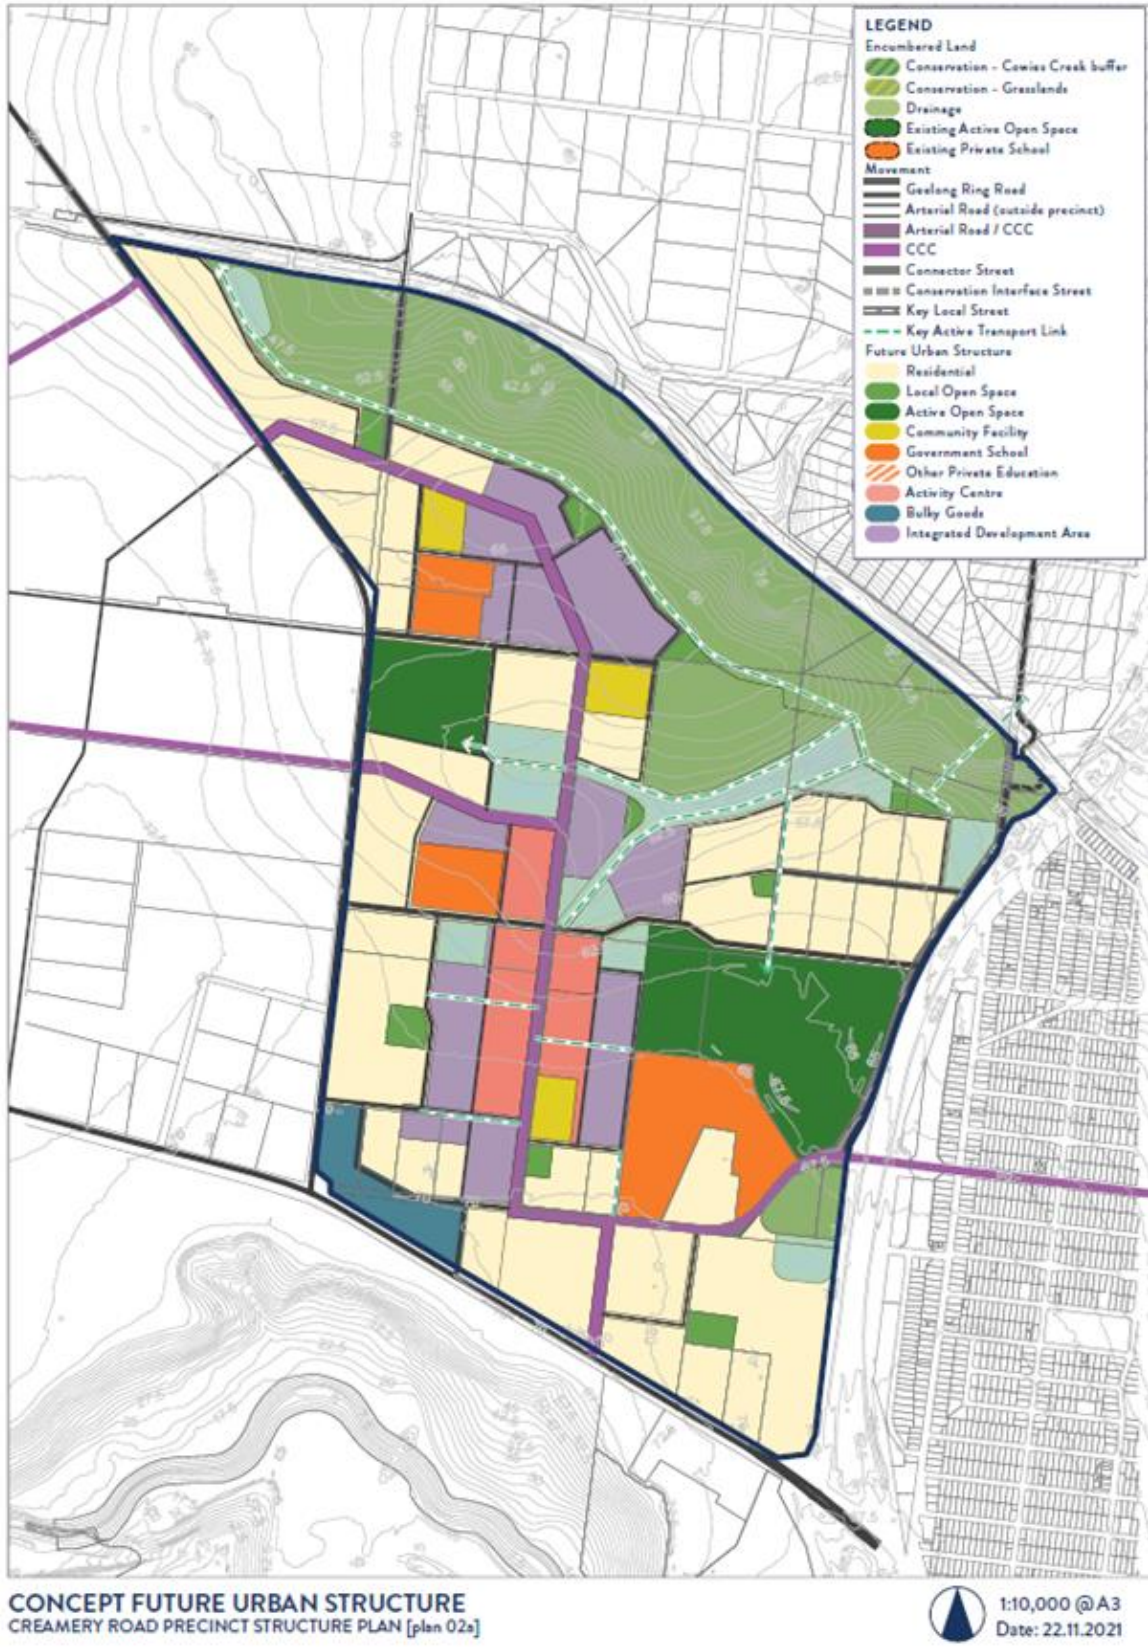 LEGEND
Encumbered Land
Conservation - Cowies Creek buffer
Conservation - Grasslands
Drainage
Existing Active Open Space
Existing Private School
Movement
Geelong Ring Road
Arterial Road (outside precinct)
Arterial Road / CCC
CCC
Connector Street
Conservation Interface Street
Key Local Street
Key Active Transport Link
Future Urban Structure
Residential
Local Open Space
Active Open Space
Community Facility
Government School
Other Private Education
Activity Centre
Bulky Goods
Integrated Development Area
CONCEPT FUTURE URBAN STRUCTURE
CREAMERY ROAD PRECINCT STRUCTURE PLAN [plan 02a]
1:10,000 @ A3
Date: 22.11.2021